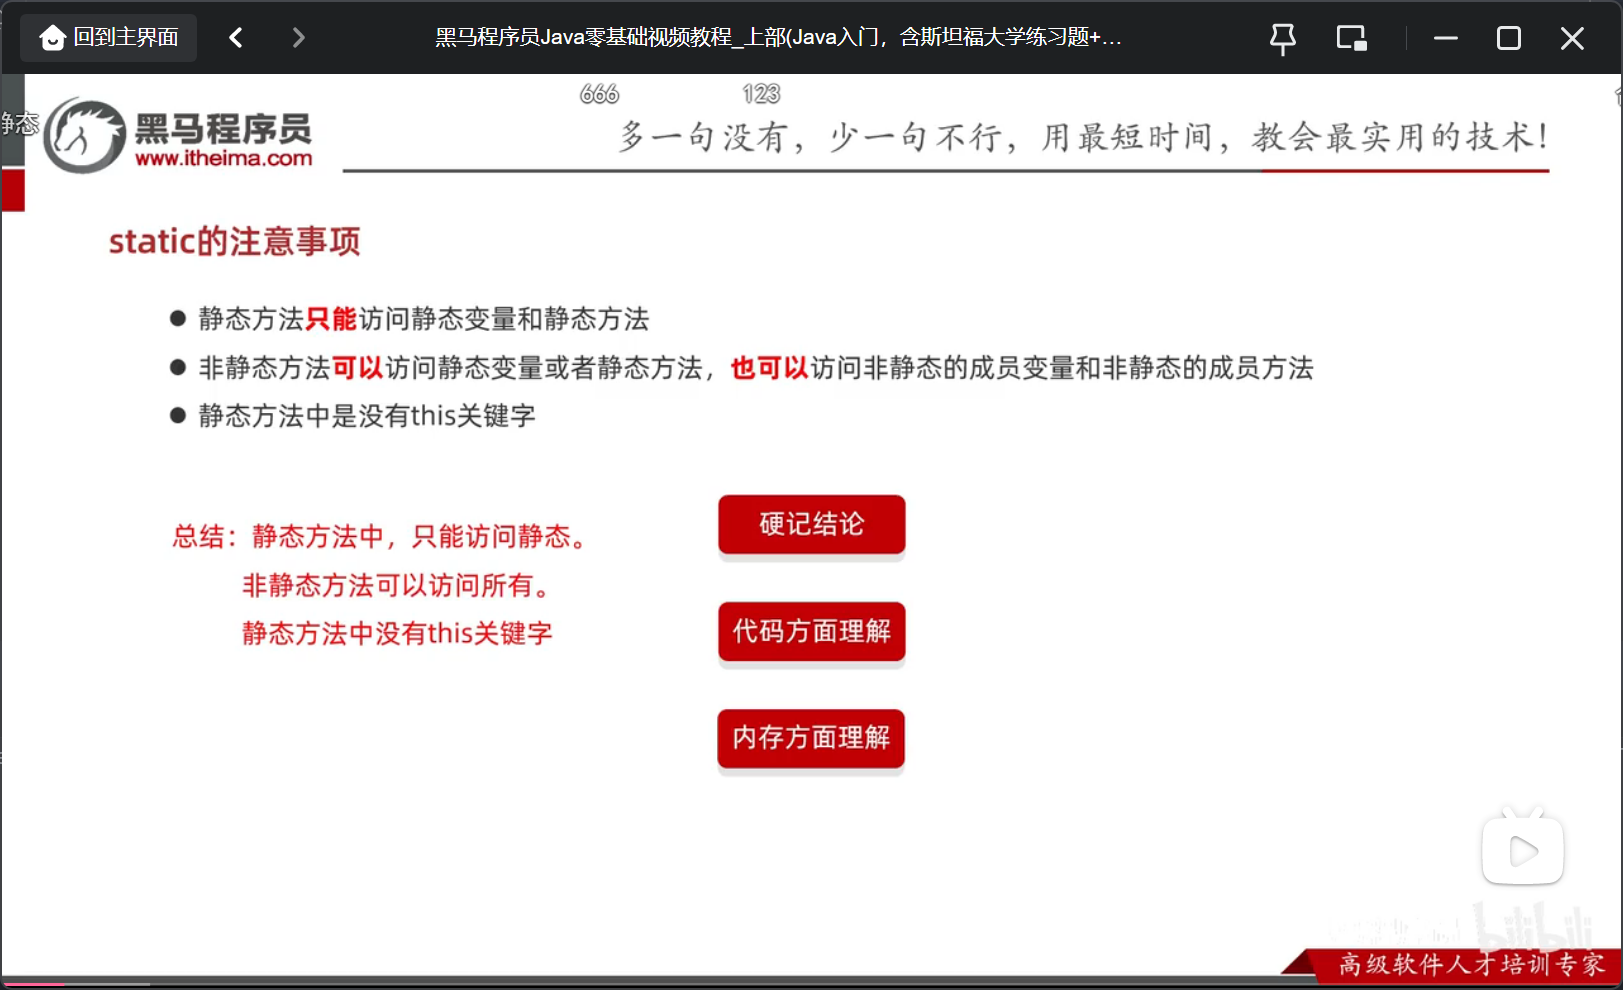 回到主界面
黑马程序员Java零基础视频教程_上部(Java入门，含斯坦福大学练习题+...
666
123
静态
黑马程序员
www.itheima.com
多一句没有，少一句不行，用最短时间，教会最实用的技术！
static的注意事项
静态方法只能访问静态变量和静态方法
非静态方法可以访问静态变量或者静态方法，也可以访问非静态的成员变量和非静态的成员方法
静态方法中是没有this关键字
总结：静态方法中，只能访问静态。
非静态方法可以访问所有。
静态方法中没有this关键字
硬记结论
代码方面理解
内存方面理解
bilibili
高级软件人才培训专家